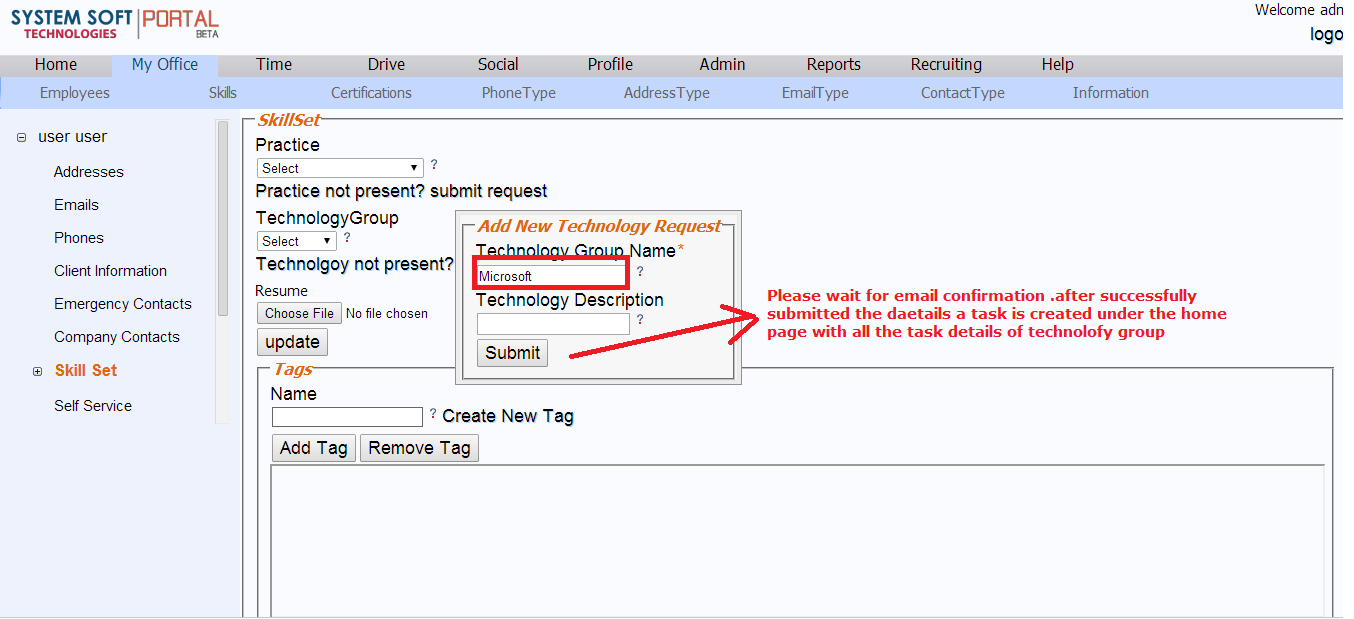 SYSTEM SOFT PORTAL
TECHNOLOGIES BETA
Welcome adn
logo
Home My Office Time Drive Social Profile Admin Reports Recruiting Help
Employees Skills Certifications PhoneType AddressType EmailType ContactType Information
user user
Addresses
Emails
Phones
Client Information
Emergency Contacts
Company Contacts
Skill Set
Self Service
SkillSet
Practice
Select ?
Practice not present? submit request
TechnologyGroup
Select ?
Technolgoy not present?
Resume
Choose File No file chosen
update
Add New Technology Request
Technology Group Name*
Microsoft ?
Technology Description
?
Submit
Please wait for email confirmation .after successfully
submitted the daetails a task is created under the home
page with all the task details of technolofy group
Tags
Name
? Create New Tag
Add Tag Remove Tag